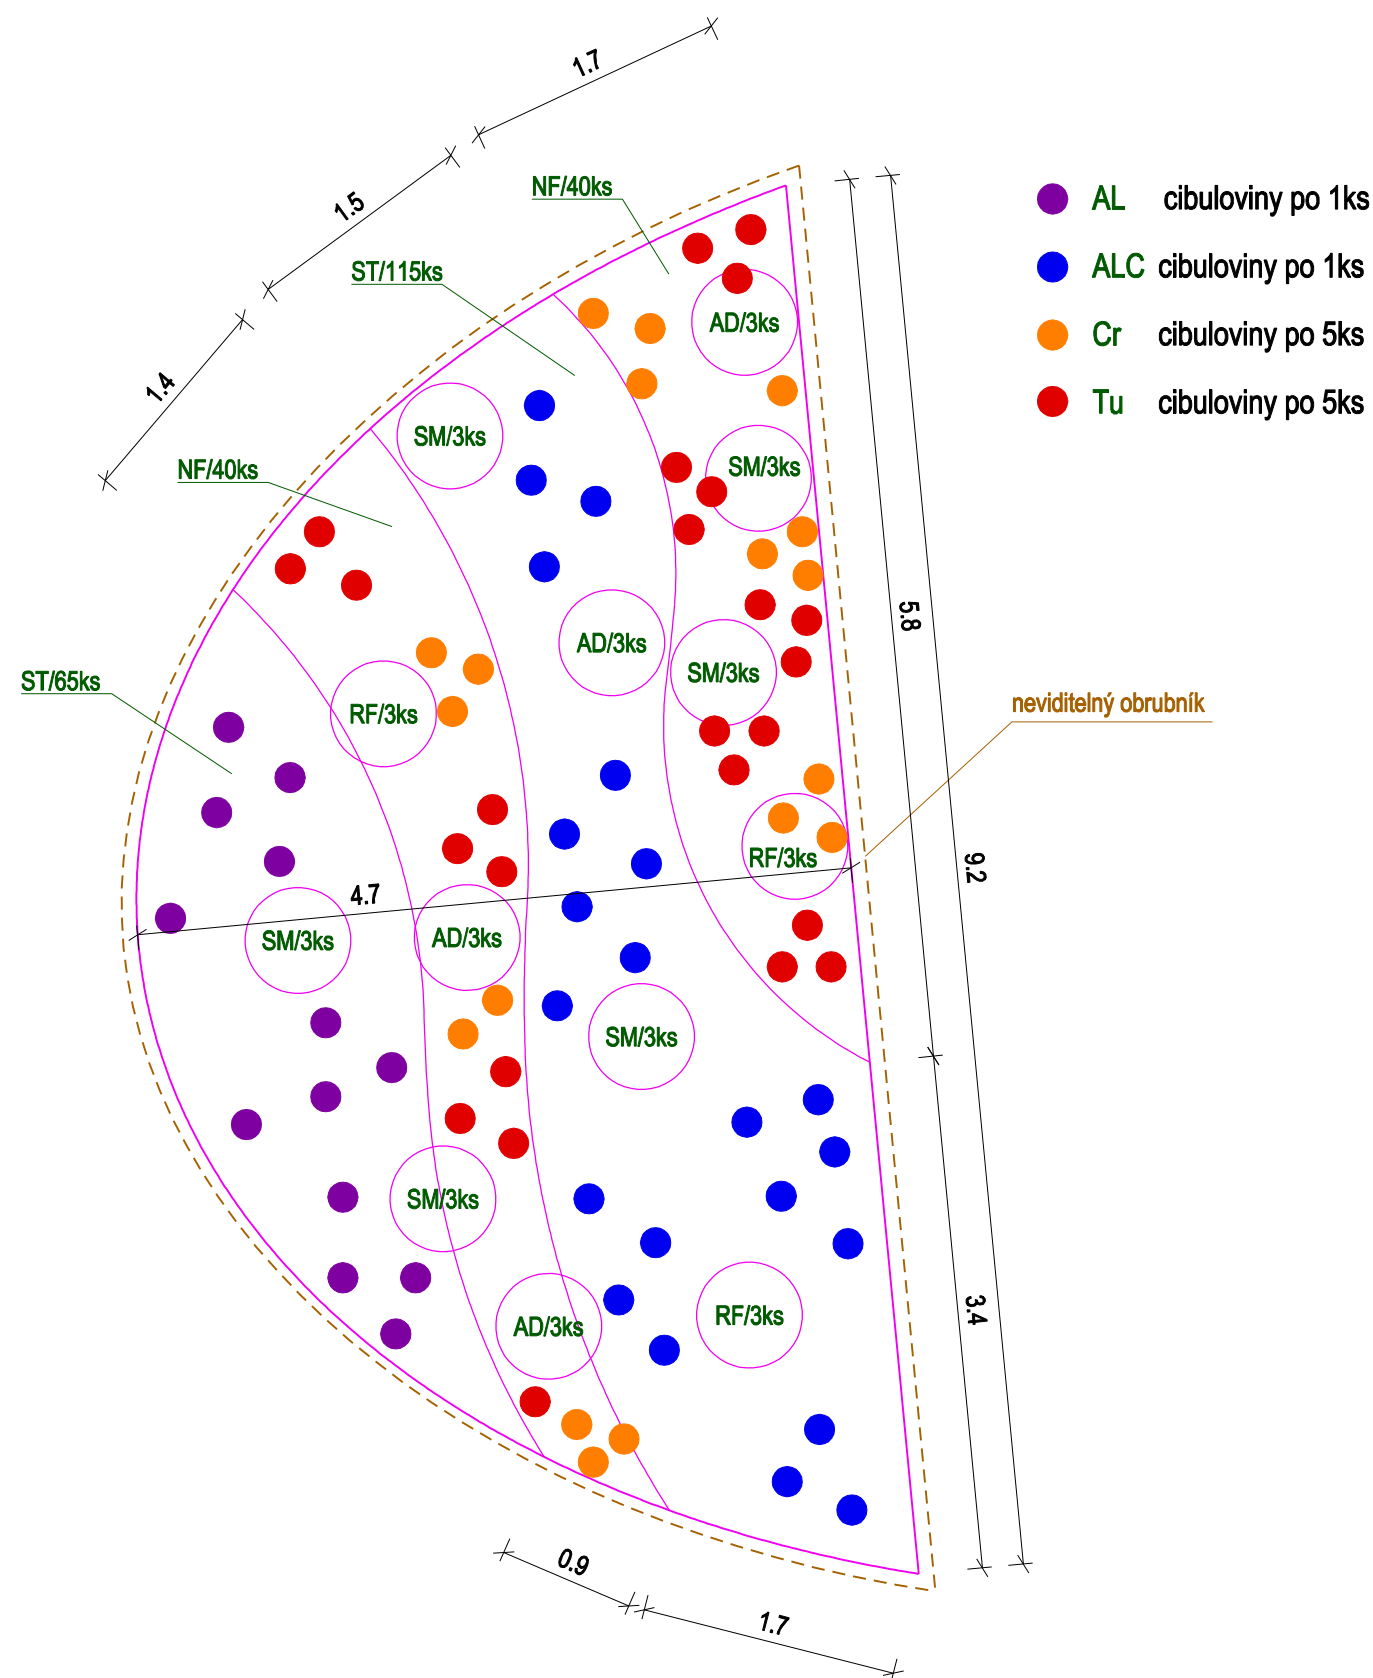 1.7
1.5
1.4
NF/40ks
ST/115ks
NF/40ks
ST/65ks
AL cibuloviny po 1ks
ALC cibuloviny po 1ks
Cr cibuloviny po 5ks
Tu cibuloviny po 5ks
AD/3ks
SM/3ks
SM/3ks
AD/3ks
SM/3ks
RF/3ks
RF/3ks
4.7
SM/3ks
AD/3ks
SM/3ks
SM/3ks
AD/3ks
RF/3ks
5.8
9.2
3.4
neviditelný obrubník
0.9
1.7